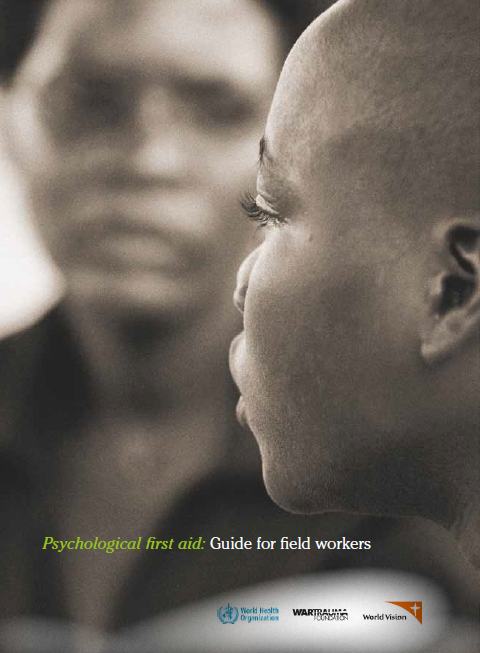 Psychological first aid: Guide for field workers
World Health
Organization
WARTRAUMA
FOUNDATION
World Vision